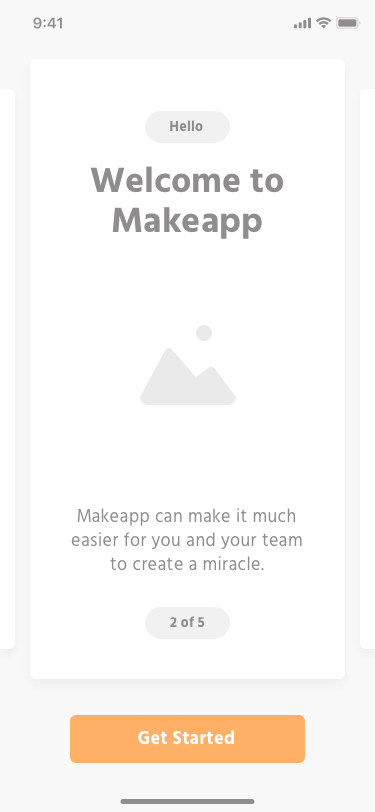 9:41
Hello
Welcome to
Makeapp
Makeapp can make it much
easier for you and your team
to create a miracle.
2 of 5
Get Started